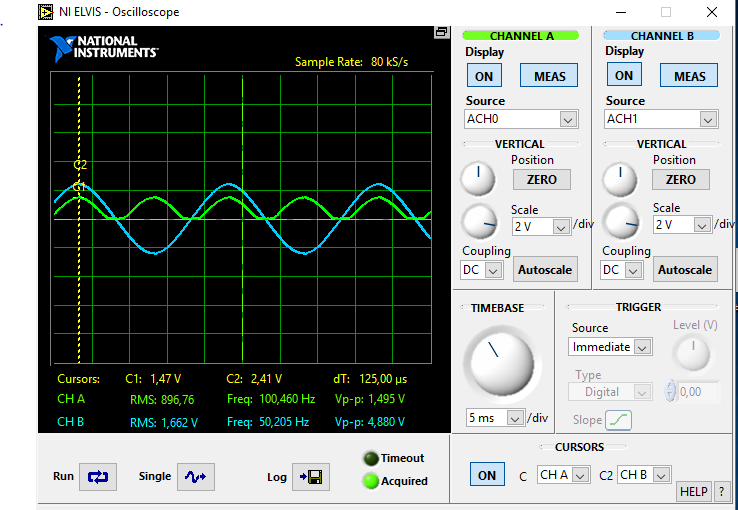 NI ELVIS - Oscilloscope
NATIONAL
INSTRUMENTS™
Sample Rate: 80 kS/s
C2
C1
Cursors: C1: 1,47 V C2: 2,41 V dT: 125,00 µs
CH A RMS: 896,76 Freq: 100,460 Hz Vp-p: 1,495 V
CH B RMS: 1,662 V Freq: 50,205 Hz Vp-p: 4,880 V
Run Single Log
Timeout
Acquired
CHANNEL A
Display
ON MEAS
Source
ACH0
VERTICAL
Position
ZERO
Scale
2 V /div
Coupling
DC Autoscale
CHANNEL B
Display
ON MEAS
Source
ACH1
VERTICAL
Position
ZERO
Scale
2 V /div
Coupling
DC Autoscale
TIMEBASE
5 ms /div
TRIGGER
Source Level (V)
Immediate
Type
Digital 0,00
Slope
CURSORS
ON C CH A C2 CH B
HELP ?